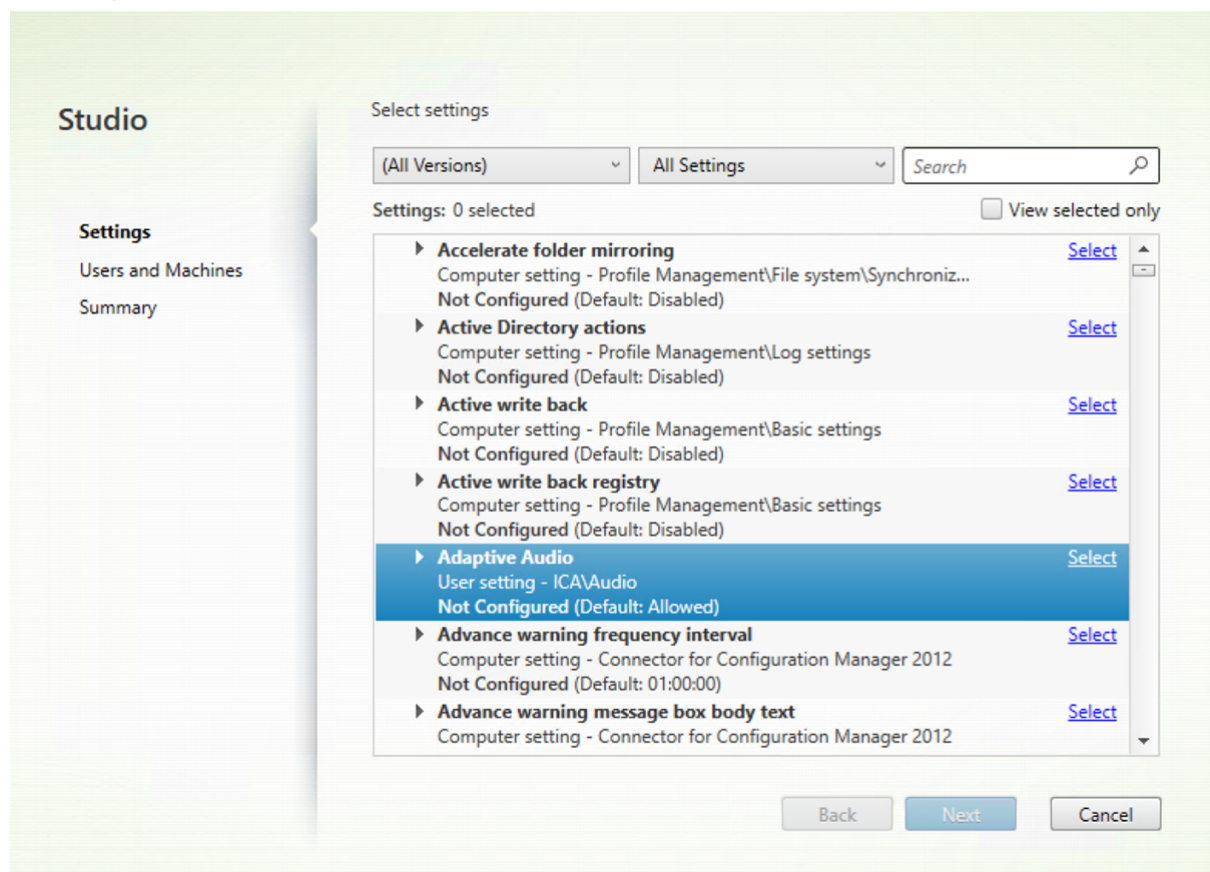 Studio
Settings
Users and Machines
Summary
Select settings
(All Versions)
All Settings
Search
Settings: 0 selected
View selected only
Accelerate folder mirroring
Select
Computer setting - Profile Management\File system\Synchroniz...
Not Configured (Default: Disabled)
Active Directory actions
Select
Computer setting - Profile Management\Log settings
Not Configured (Default: Disabled)
Active write back
Select
Computer setting - Profile Management\Basic settings
Not Configured (Default: Disabled)
Active write back registry
Select
Computer setting - Profile Management\Basic settings
Not Configured (Default: Disabled)
Adaptive Audio
Select
User setting - ICA\Audio
Not Configured (Default: Allowed)
Advance warning frequency interval
Select
Computer setting - Connector for Configuration Manager 2012
Not Configured (Default: 01:00:00)
Advance warning message box body text
Select
Computer setting - Connector for Configuration Manager 2012
Back
Next
Cancel